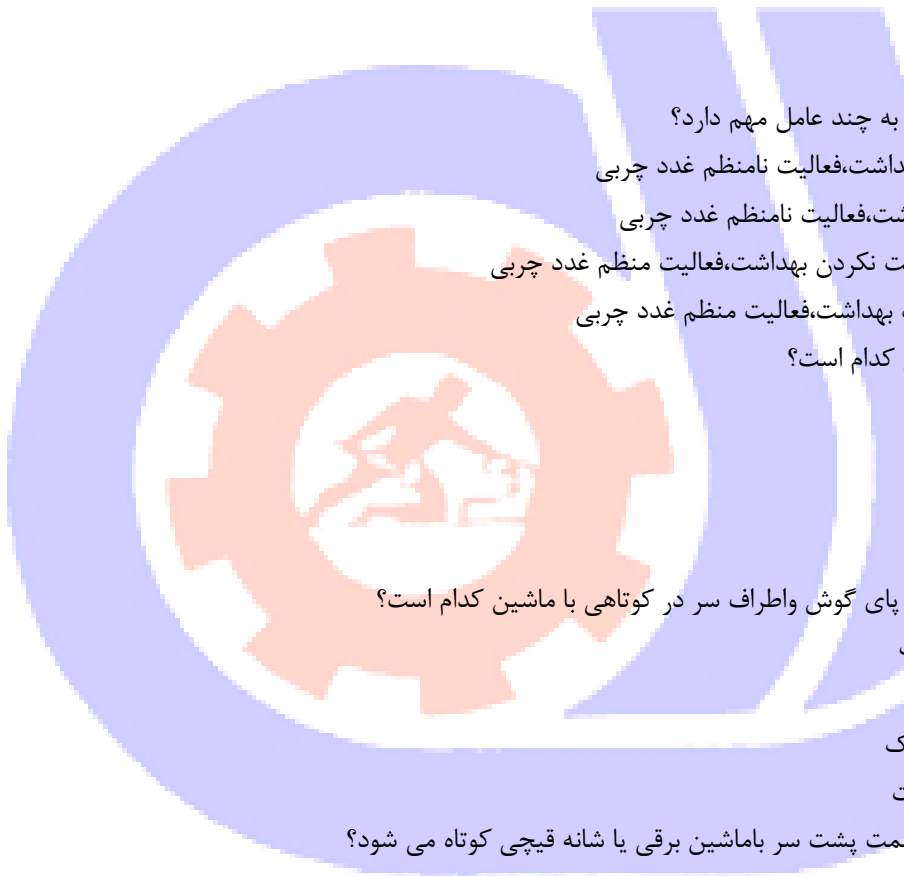 به چند عامل مهم دارد؟
داشت،فعالیت نامنظم غدد چربی
شت،فعالیت نامنظم غدد چربی
ت نکردن بهداشت،فعالیت منظم غدد چربی
بهداشت،فعالیت منظم غدد چربی
کدام است؟
پای گوش واطراف سر در کوتاهی با ماشین کدام است؟
ک
ت
مت پشت سر باماشین برقی یا شانه قیچی کوتاه می شود؟